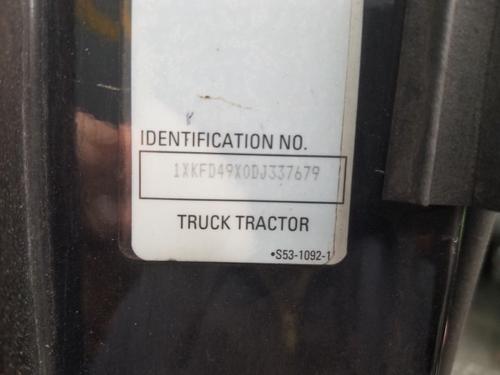 IDENTIFICATION NO.
1XKFD49X0DJ337679
TRUCK TRACTOR
•S53-1092-1